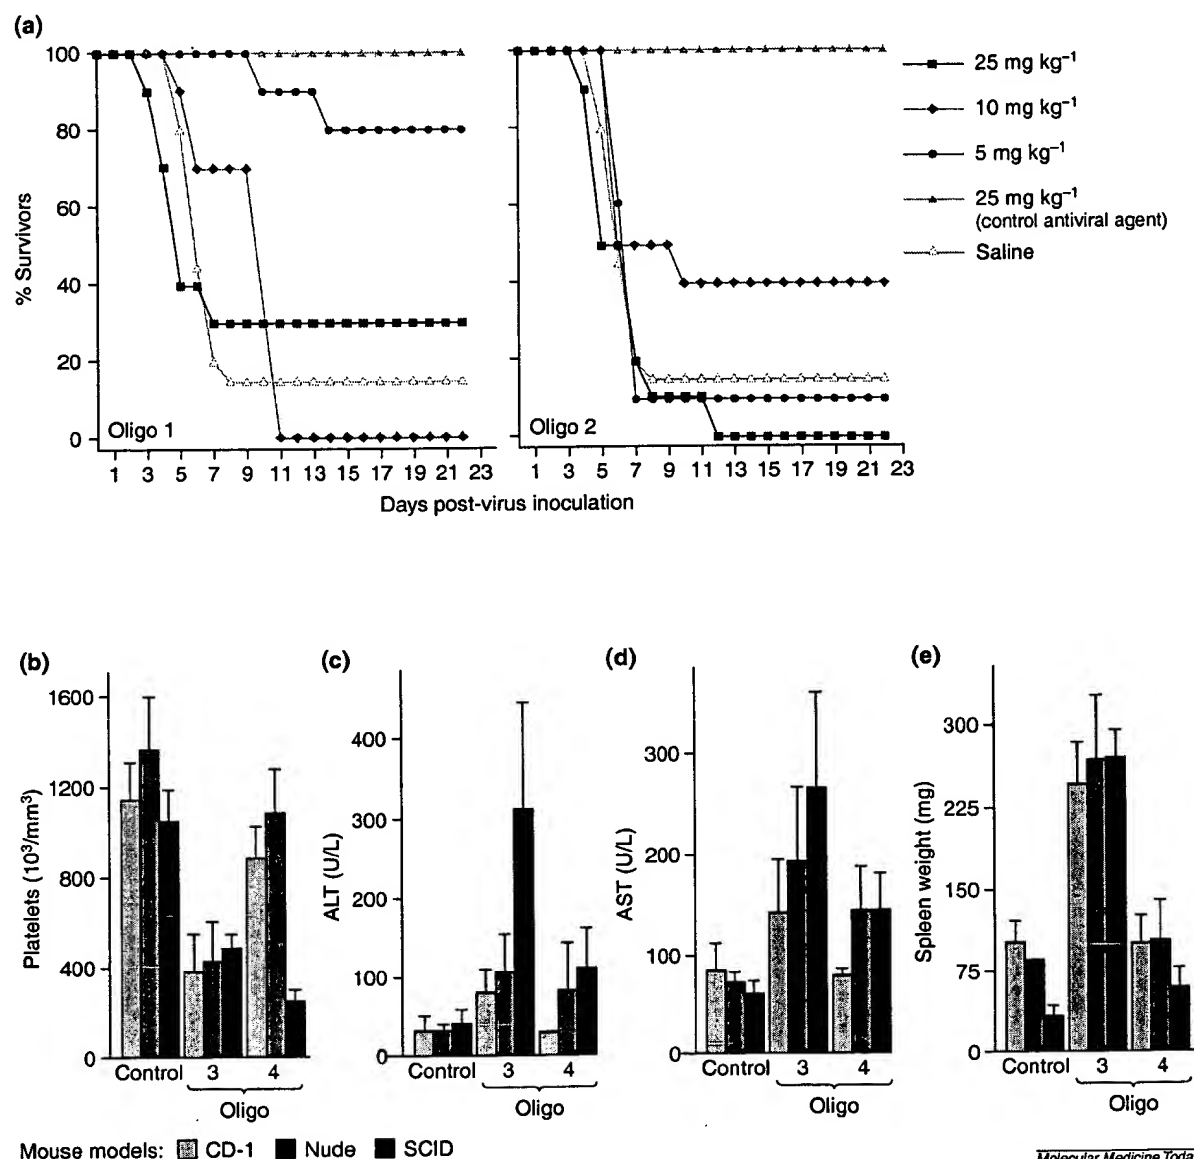 (a)
100
80
60
40
20
0
% Survivors
Oligo 1
Oligo 2
1 3 5 7 9 11 13 15 17 19 21 23
1 3 5 7 9 11 13 15 17 19 21 23
Days post-virus inoculation
25 mg kg⁻¹
10 mg kg⁻¹
5 mg kg⁻¹
25 mg kg⁻¹
(control antiviral agent)
Saline
(b)
1600
1200
800
400
0
Platelets (10³/mm³)
Control 3 4
Oligo
(c)
400
300
200
100
0
ALT (U/L)
Control 3 4
Oligo
(d)
300
200
100
0
AST (U/L)
Control 3 4
Oligo
(e)
300
225
150
75
0
Spleen weight (mg)
Control 3 4
Oligo
Mouse models: CD-1 Nude SCID
Molecular Medicine Toda